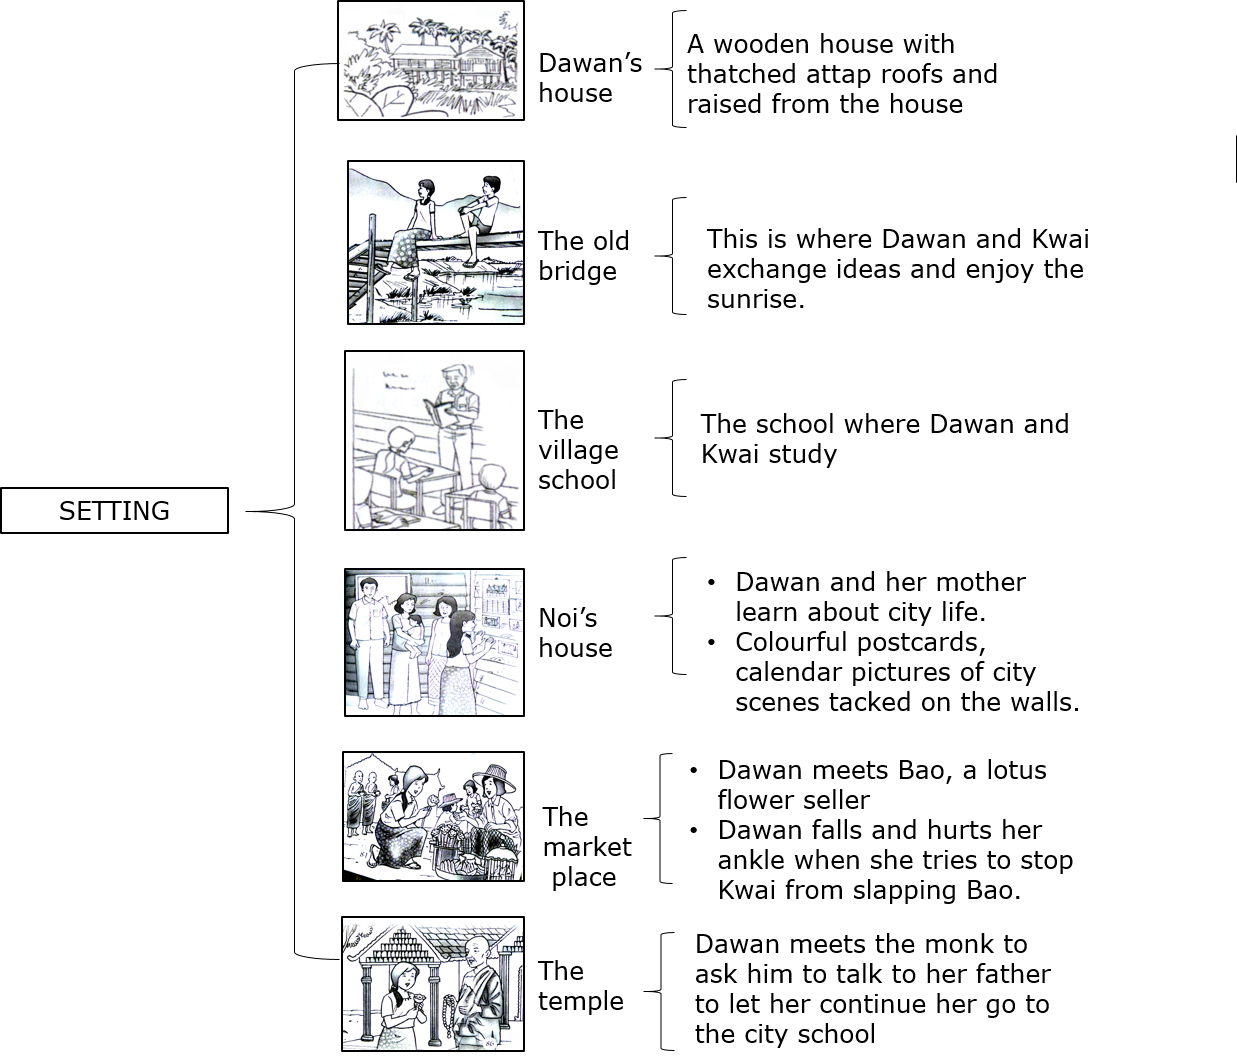 Dawan's
house
A wooden house with
thatched attap roofs and
raised from the house
The old
bridge
This is where Dawan and Kwai
exchange ideas and enjoy the
sunrise.
The
village
school
The school where Dawan and
Kwai study
SETTING
Noi's
house
• Dawan and her mother
learn about city life.
• Colourful postcards,
calendar pictures of city
scenes tacked on the walls.
The
market
place
• Dawan meets Bao, a lotus
flower seller
• Dawan falls and hurts her
ankle when she tries to stop
Kwai from slapping Bao.
81
The
temple
Dawan meets the monk to
ask him to talk to her father
to let her continue her go to
the city school
86